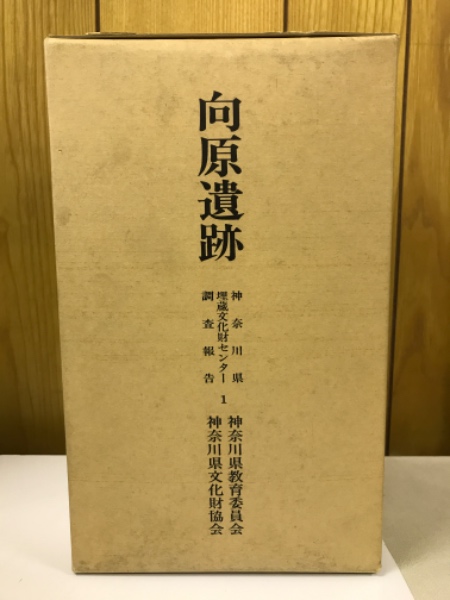 向原遺跡
神奈川県
埋蔵文化財センター
調査報告
1
神奈川県教育委員会
神奈川県文化財協会